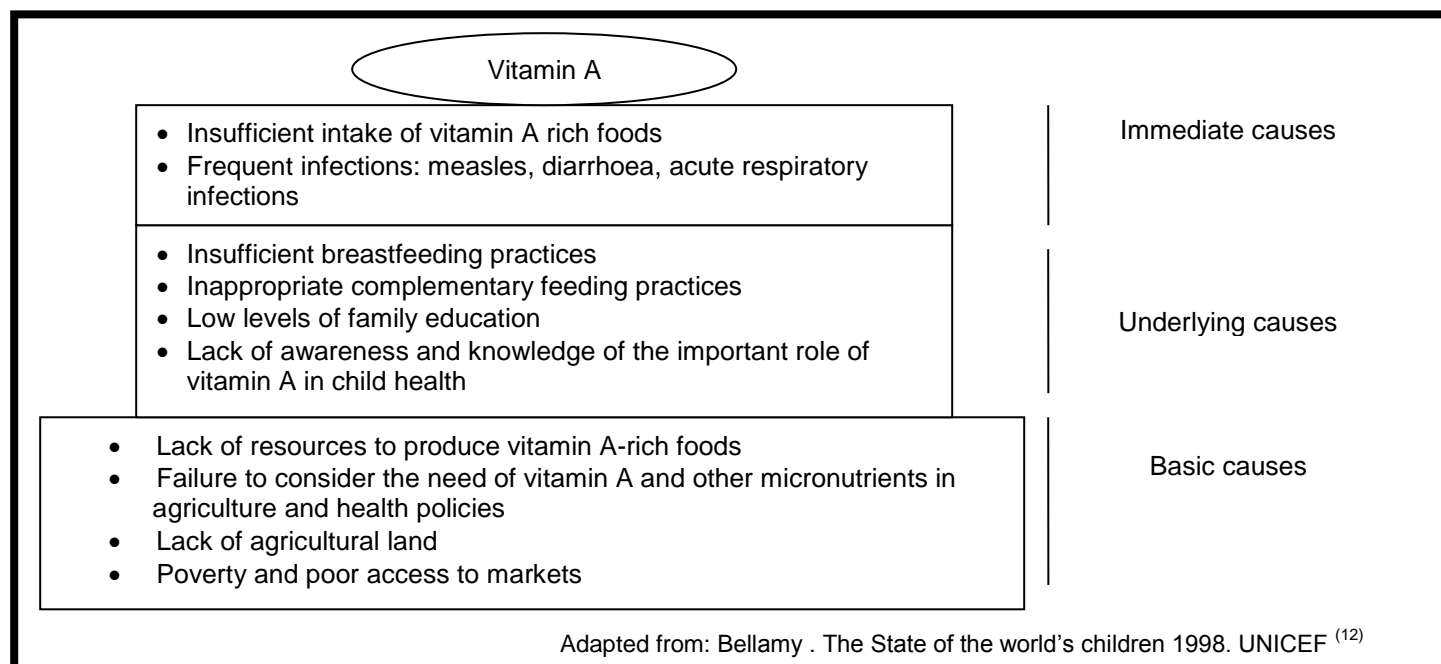 Vitamin A
• Insufficient intake of vitamin A rich foods
• Frequent infections: measles, diarrhoea, acute respiratory
infections
Immediate causes
• Insufficient breastfeeding practices
• Inappropriate complementary feeding practices
• Low levels of family education
• Lack of awareness and knowledge of the important role of
vitamin A in child health
Underlying causes
• Lack of resources to produce vitamin A-rich foods
• Failure to consider the need of vitamin A and other micronutrients in
agriculture and health policies
• Lack of agricultural land
• Poverty and poor access to markets
Basic causes
Adapted from: Bellamy . The State of the world’s children 1998. UNICEF (12)